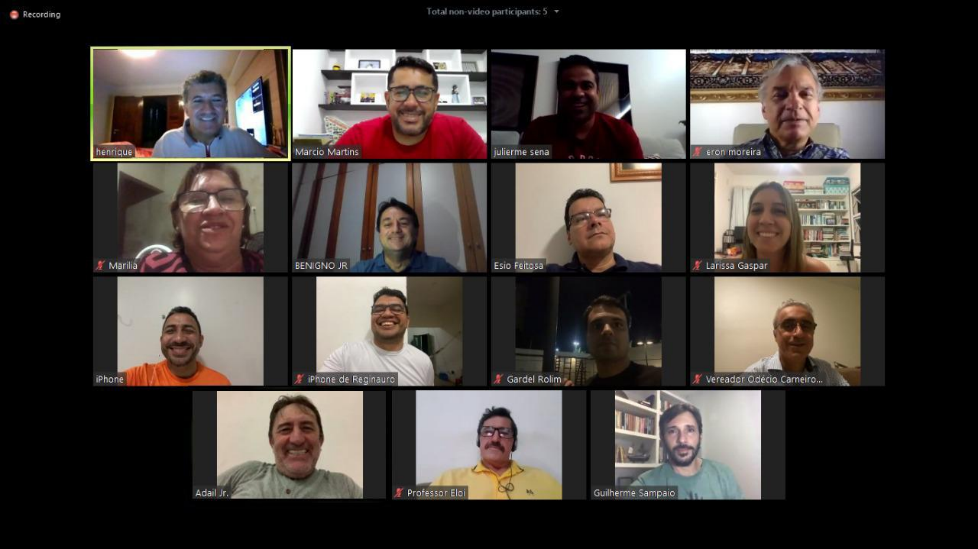 Recording
Total non-video participants: 5
henrique
Marcio Martins
julierme sena
eron moreira
Marilia
BENIGNO JR
Esio Feitosa
Larissa Gaspar
iPhone
iPhone de Reginauro
Gardel Rolim
Vereador Odécio Carneiro...
Adail Jr.
Professor Eloi
Guilherme Sampaio